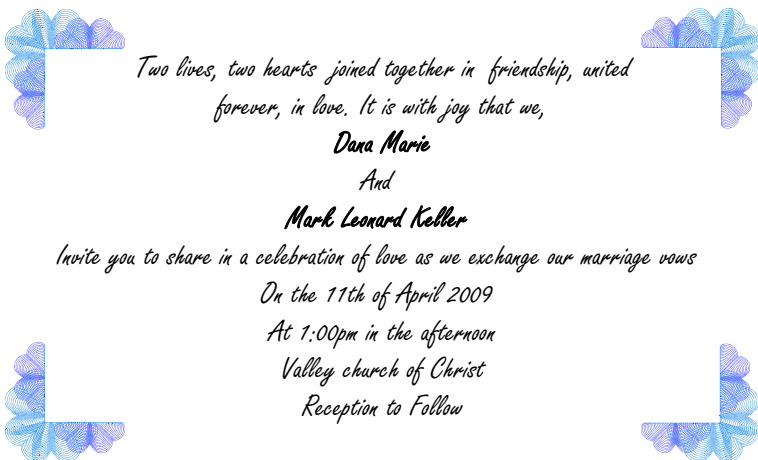 Two lives, two hearts joined together in friendship, united
forever, in love. It is with joy that we,
Dana Marie
And
Mark Leonard Keller
Invite you to share in a celebration of love as we exchange our marriage vows
On the 11th of April 2009
At 1:00pm in the afternoon
Valley church of Christ
Reception to Follow